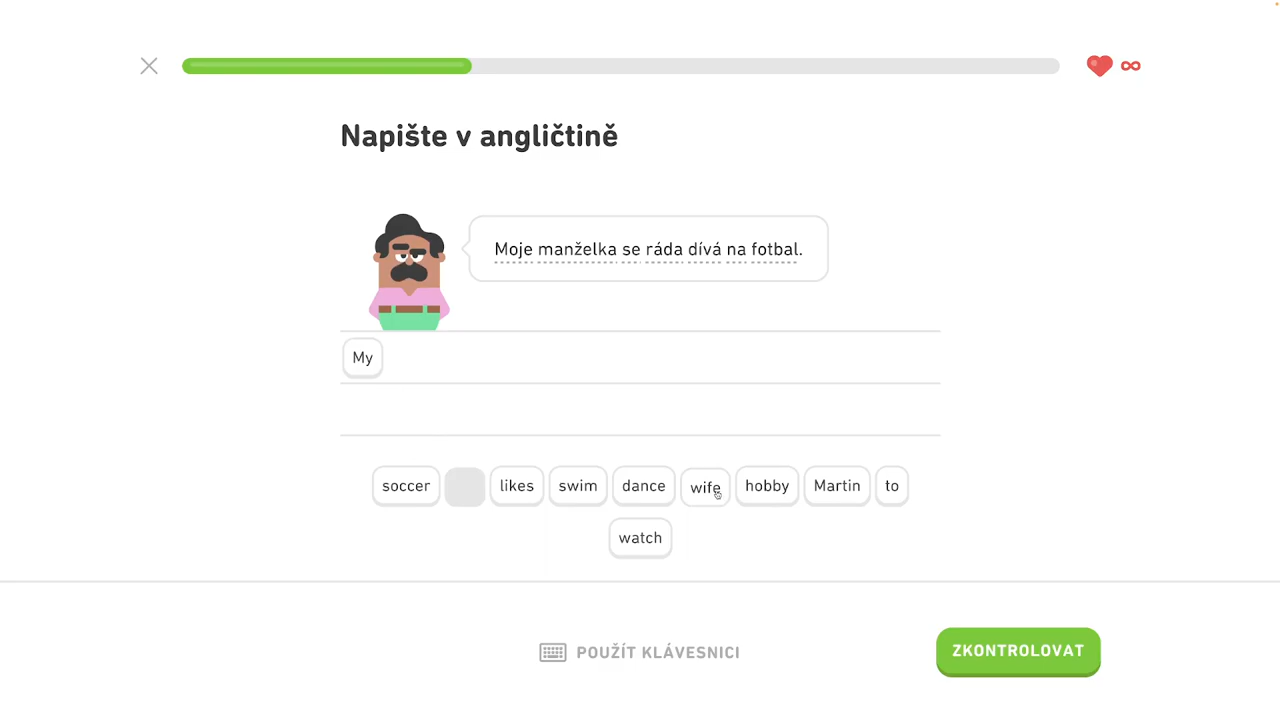 Napište v angličtině
Moje manželka se ráda dívá na fotbal.
My
soccer likes swim dance wife hobby Martin to
watch
POUŽÍT KLÁVESNICI
ZKONTROLOVAT